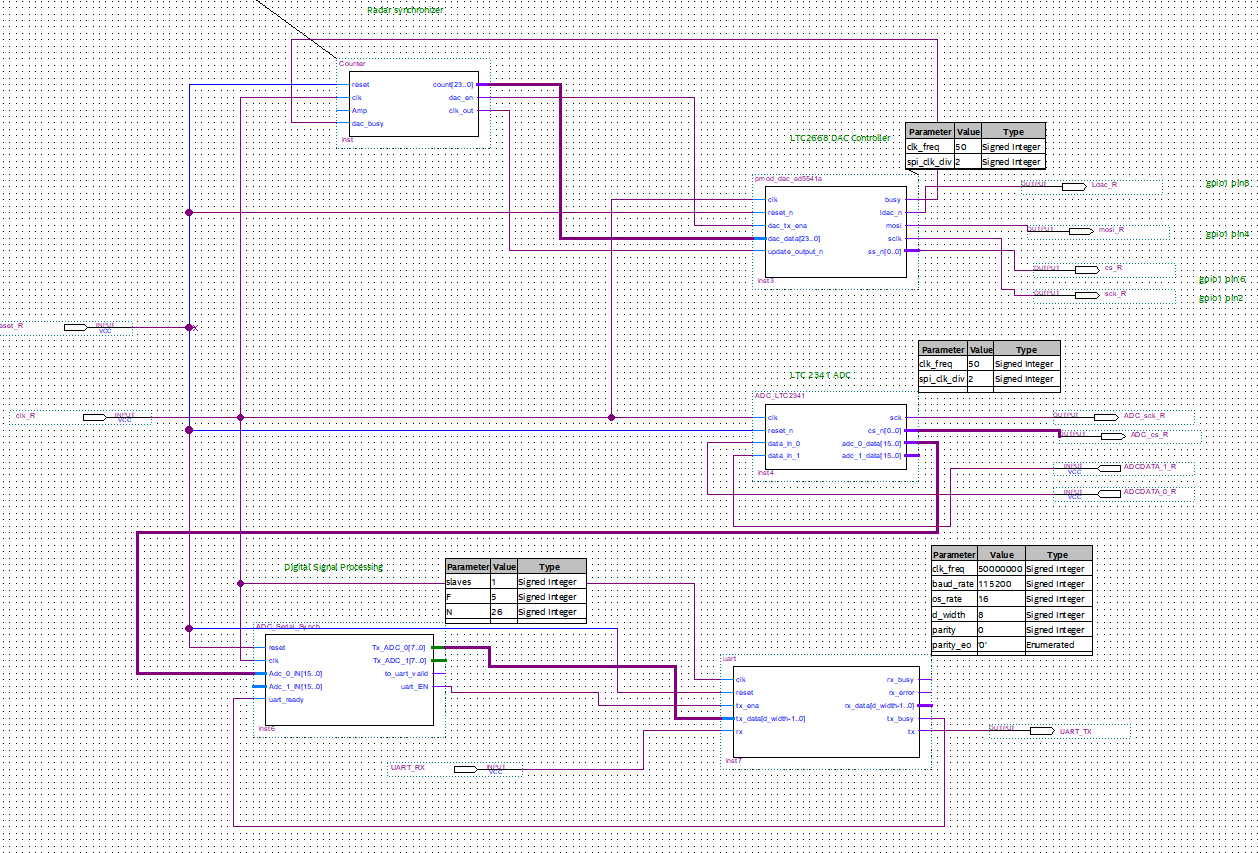 Radar synchronizer
Counter
reset count[23..0]
clk dac_en
Amp clk_out
dac_busy
inst
LTC2668 DAC Controller
Parameter Value Type
clk_freq 50 Signed Integer
spi_clk_div 2 Signed Integer
pmod_dac_ad5541a
clk busy
reset_n ldac_n
dac_tx_ena mosi
dac_data[23..0] sclk
update_output_n ss_n[0..0]
inst3
OUTPUT Ldac_R
gpio1 pin8
OUTPUT mosi_R
gpio1 pin4
OUTPUT cs_R
gpio1 pin 6
OUTPUT sck_R
gpio1 pin2
eset_R INPUT
VCC
Parameter Value Type
clk_freq 50 Signed Integer
spi_clk_div 2 Signed Integer
LTC 2341 ADC
ADC_LTC2341
clk sck
reset_n cs_n[0..0]
data_in_0 adc_0_data[15..0]
data_in_1 adc_1_data[15..0]
inst4
clk_R INPUT
VCC
OUTPUT ADC_sck_R
OUTPUT ADC_cs_R
INPUT ADCDATA_1_R
VCC
INPUT ADCDATA_0_R
VCC
Digital Signal Processing
Parameter Value Type
slaves 1 Signed Integer
F 5 Signed Integer
N 26 Signed Integer
Parameter Value Type
clk_freq 50000000 Signed Integer
baud_rate 115200 Signed Integer
os_rate 16 Signed Integer
d_width 8 Signed Integer
parity 0 Signed Integer
parity_eo '0' Enumerated
ADC_Serial_Synch
reset Tx_ADC_0[7..0]
clk Tx_ADC_1[7..0]
Adc_0_IN[15..0] to_uart_valid
Adc_1_IN[15..0] uart_EN
uart_ready
inst6
uart
clk rx_busy
reset rx_error
tx_ena rx_data[d_width-1..0]
tx_data[d_width-1..0] tx_busy
rx tx
inst7
OUTPUT UART_TX
UART_RX INPUT
VCC